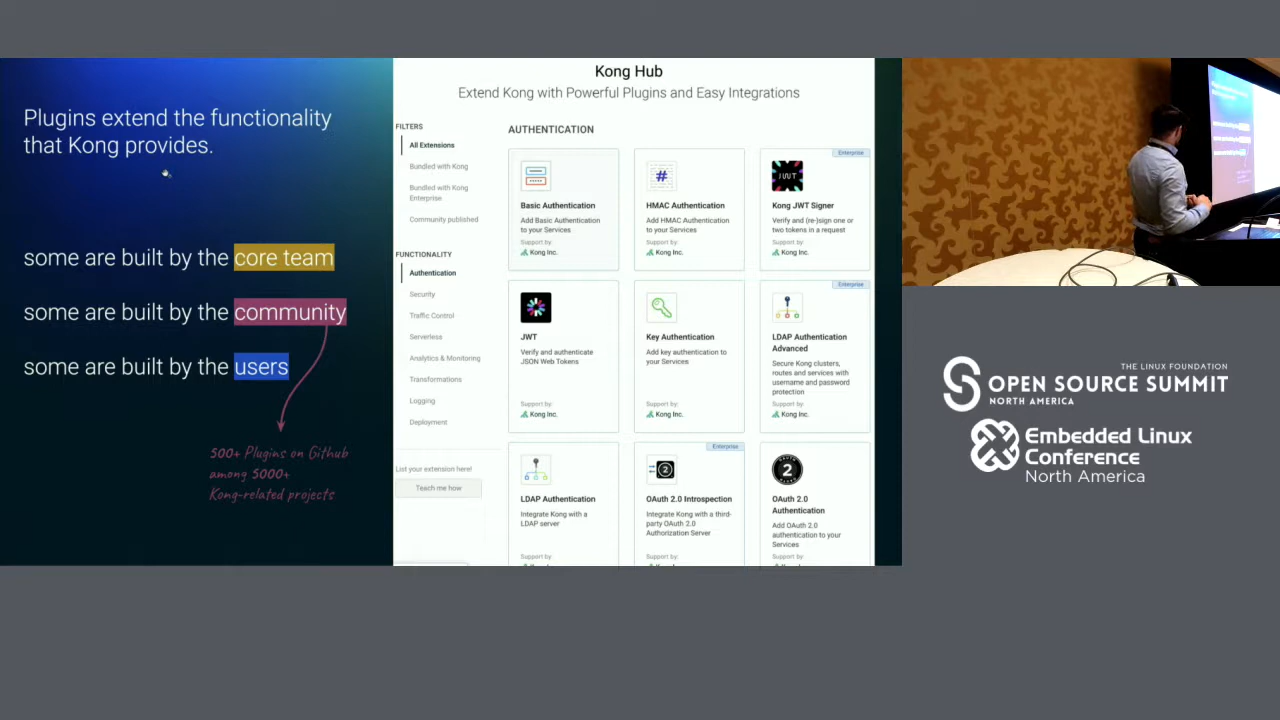 Plugins extend the functionality
that Kong provides.
some are built by the core team
some are built by the community
some are built by the users
500+ Plugins on Github
among 5000+
Kong-related projects
Kong Hub
Extend Kong with Powerful Plugins and Easy Integrations
FILTERS
All Extensions
Bundled with Kong
Bundled with Kong
Enterprise
Community published
FUNCTIONALITY
Authentication
Security
Traffic Control
Serverless
Analytics & Monitoring
Transformations
Logging
Deployment
List your extension here!
Teach me how
AUTHENTICATION
Basic Authentication
Add Basic Authentication
to your Services
Support by:
Kong Inc.
#
HMAC Authentication
Add HMAC Authentication
to your Services
Support by:
Kong Inc.
Enterprise
JWT
Kong JWT Signer
Verify and (re-)sign one or
two tokens in a request
Support by:
Kong Inc.
JWT
Verify and authenticate
JSON Web Tokens
Support by:
Kong Inc.
Key Authentication
Add key authentication to
your Services
Support by:
Kong Inc.
Enterprise
LDAP Authentication
Advanced
Secure Kong clusters,
routes and services with
username and password
protection
Support by:
Kong Inc.
LDAP Authentication
Integrate Kong with a
LDAP server
Support by:
Enterprise
2
OAuth 2.0 Introspection
Integrate Kong with a third-
party OAuth 2.0
Authorization Server
Support by:
2
OAuth 2.0
Authentication
Add OAuth 2.0
authentication to your
Services
Support by:
THE LINUX FOUNDATION
OPEN SOURCE SUMMIT
NORTH AMERICA
Embedded Linux
Conference
North America